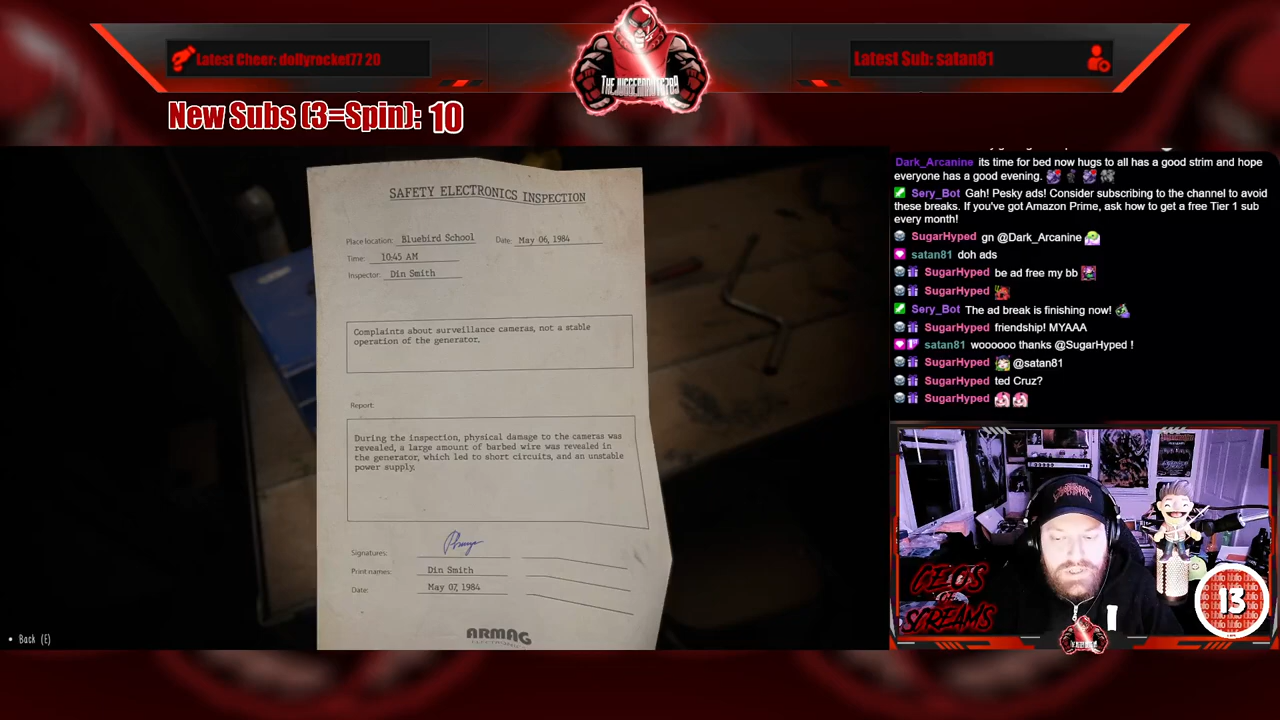 Latest Cheer: dollyrocket77 20
THEJUGGERNAUT6789
Latest Sub: satan81
New Subs (3=Spin): 10
SAFETY ELECTRONICS INSPECTION
Place location: Bluebird School Date: May 06, 1984
Time: 10:45 AM
Inspector: Din Smith
Complaints about surveillance cameras, not a stable
operation of the generator.
Report:
During the inspection, physical damage to the cameras was
revealed, a large amount of barbed wire was revealed in
the generator, which led to short circuits, and an unstable
power supply.
Signatures:
Print names: Din Smith
Date: May 07, 1984
ARMAG
• Back (E)
Dark_Arcanine its time for bed now hugs to all has a good strim and hope
everyone has a good evening.
Sery_Bot Gah! Pesky ads! Consider subscribing to the channel to avoid
these breaks. If you've got Amazon Prime, ask how to get a free Tier 1 sub
every month!
SugarHyped gn @Dark_Arcanine
satan81 doh ads
SugarHyped be ad free my bb
SugarHyped
Sery_Bot The ad break is finishing now!
SugarHyped friendship! MYAAA
satan81 woooooo thanks @SugarHyped !
SugarHyped @satan81
SugarHyped ted Cruz?
SugarHyped
SCREAMS
13